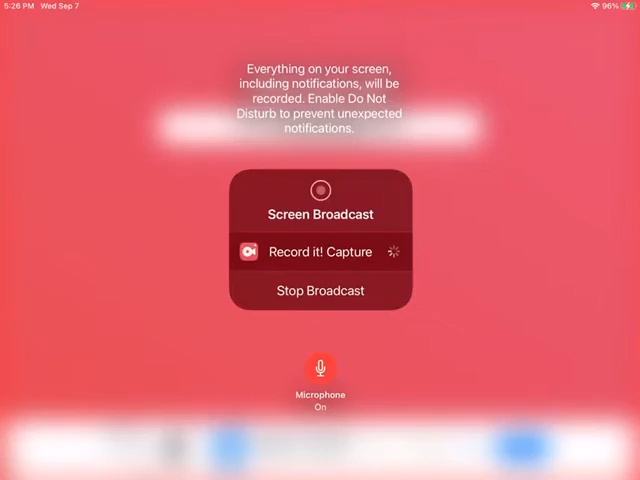 5:26 PM Wed Sep 7
96%
Everything on your screen,
including notifications, will be
recorded. Enable Do Not
Disturb to prevent unexpected
notifications.
Screen Broadcast
Record it! Capture
Stop Broadcast
Microphone
On